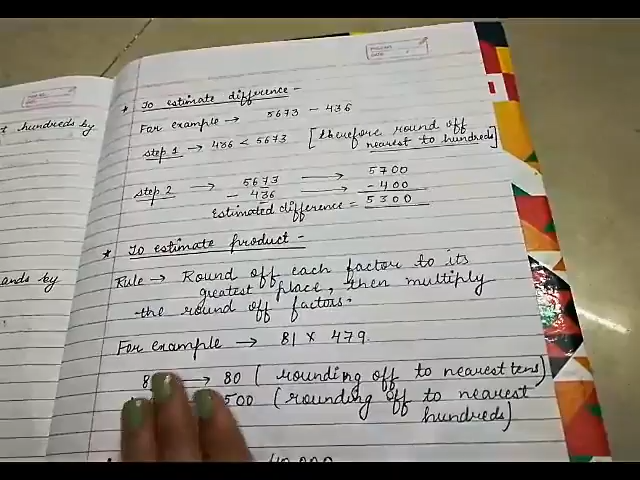 t hundreds by
ands by
* To estimate difference -
For example → 5673 - 436
Step 1 → 436 < 5673 [therefore round off
nearest to hundreds]
Step 2 → 5673 → 5700
- 436 → - 400
Estimated difference = 5300
* To estimate product -
Rule → Round off each factor to its
greatest place, then multiply
the round off factors.
For example → 81 × 479
8 → 80 (rounding off to nearest tens)
500 (rounding off to nearest
hundreds)